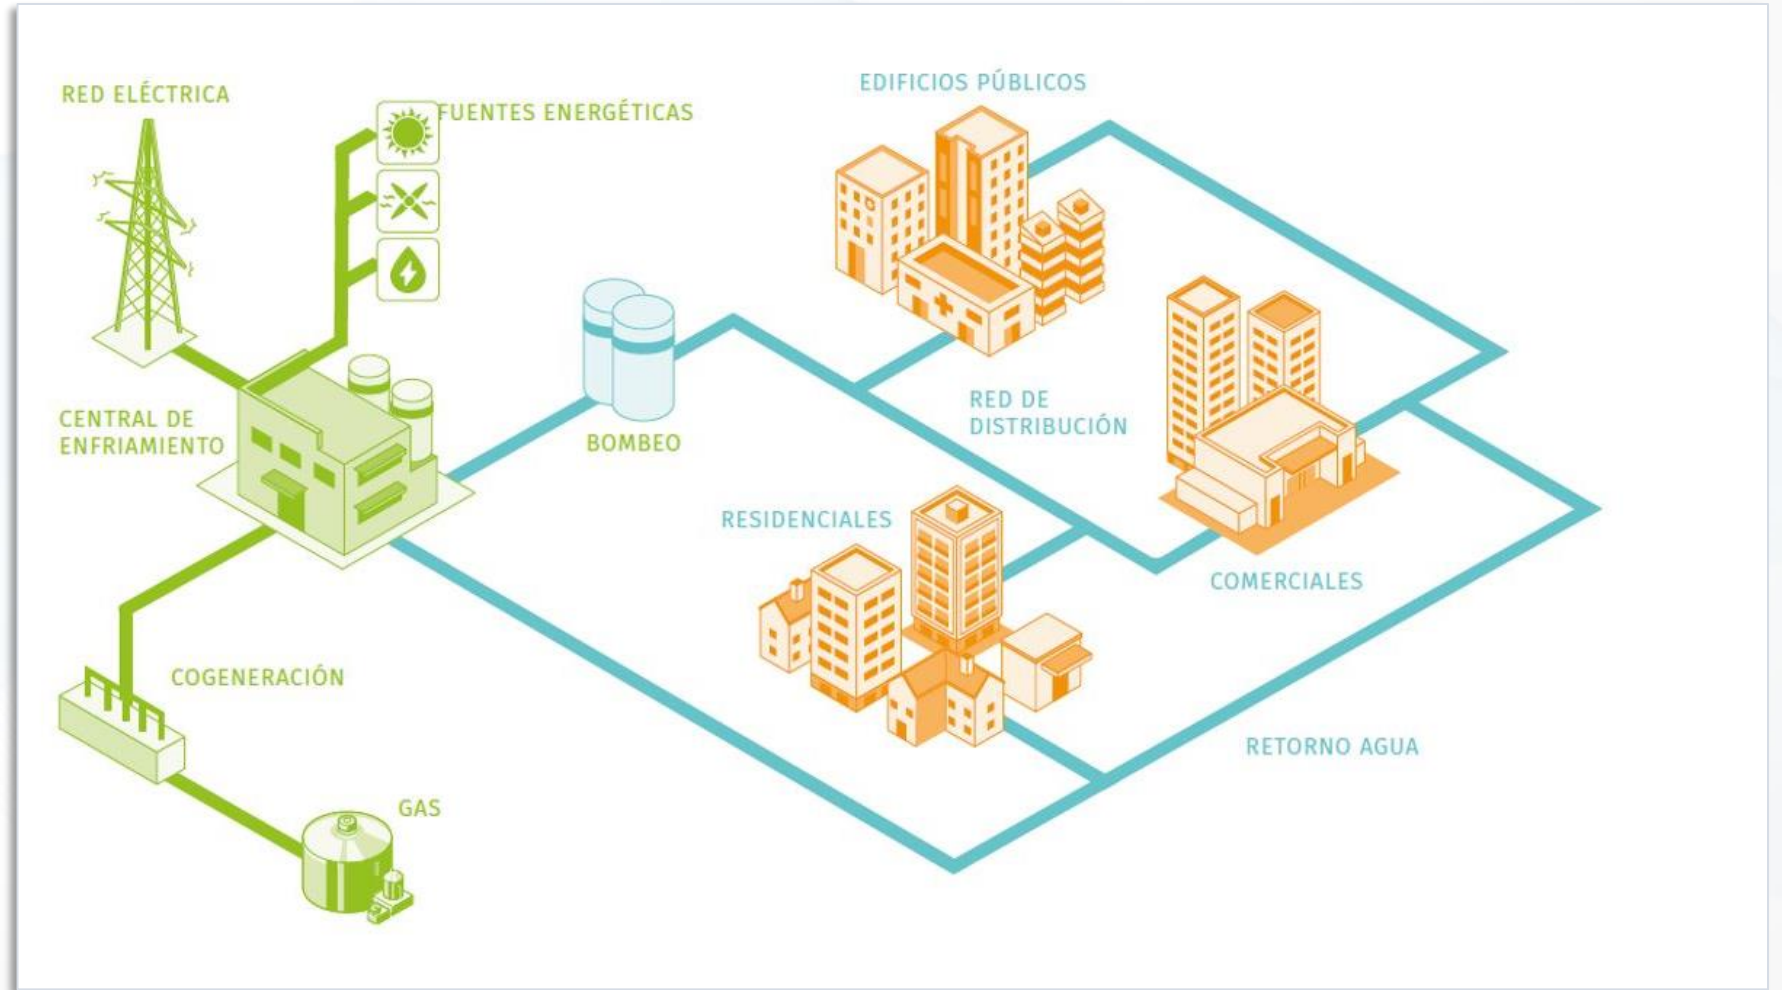 RED ELÉCTRICA
FUENTES ENERGÉTICAS
EDIFICIOS PÚBLICOS
CENTRAL DE
ENFRIAMIENTO
BOMBEO
RED DE
DISTRIBUCIÓN
RESIDENCIALES
COMERCIALES
COGENERACIÓN
RETORNO AGUA
GAS